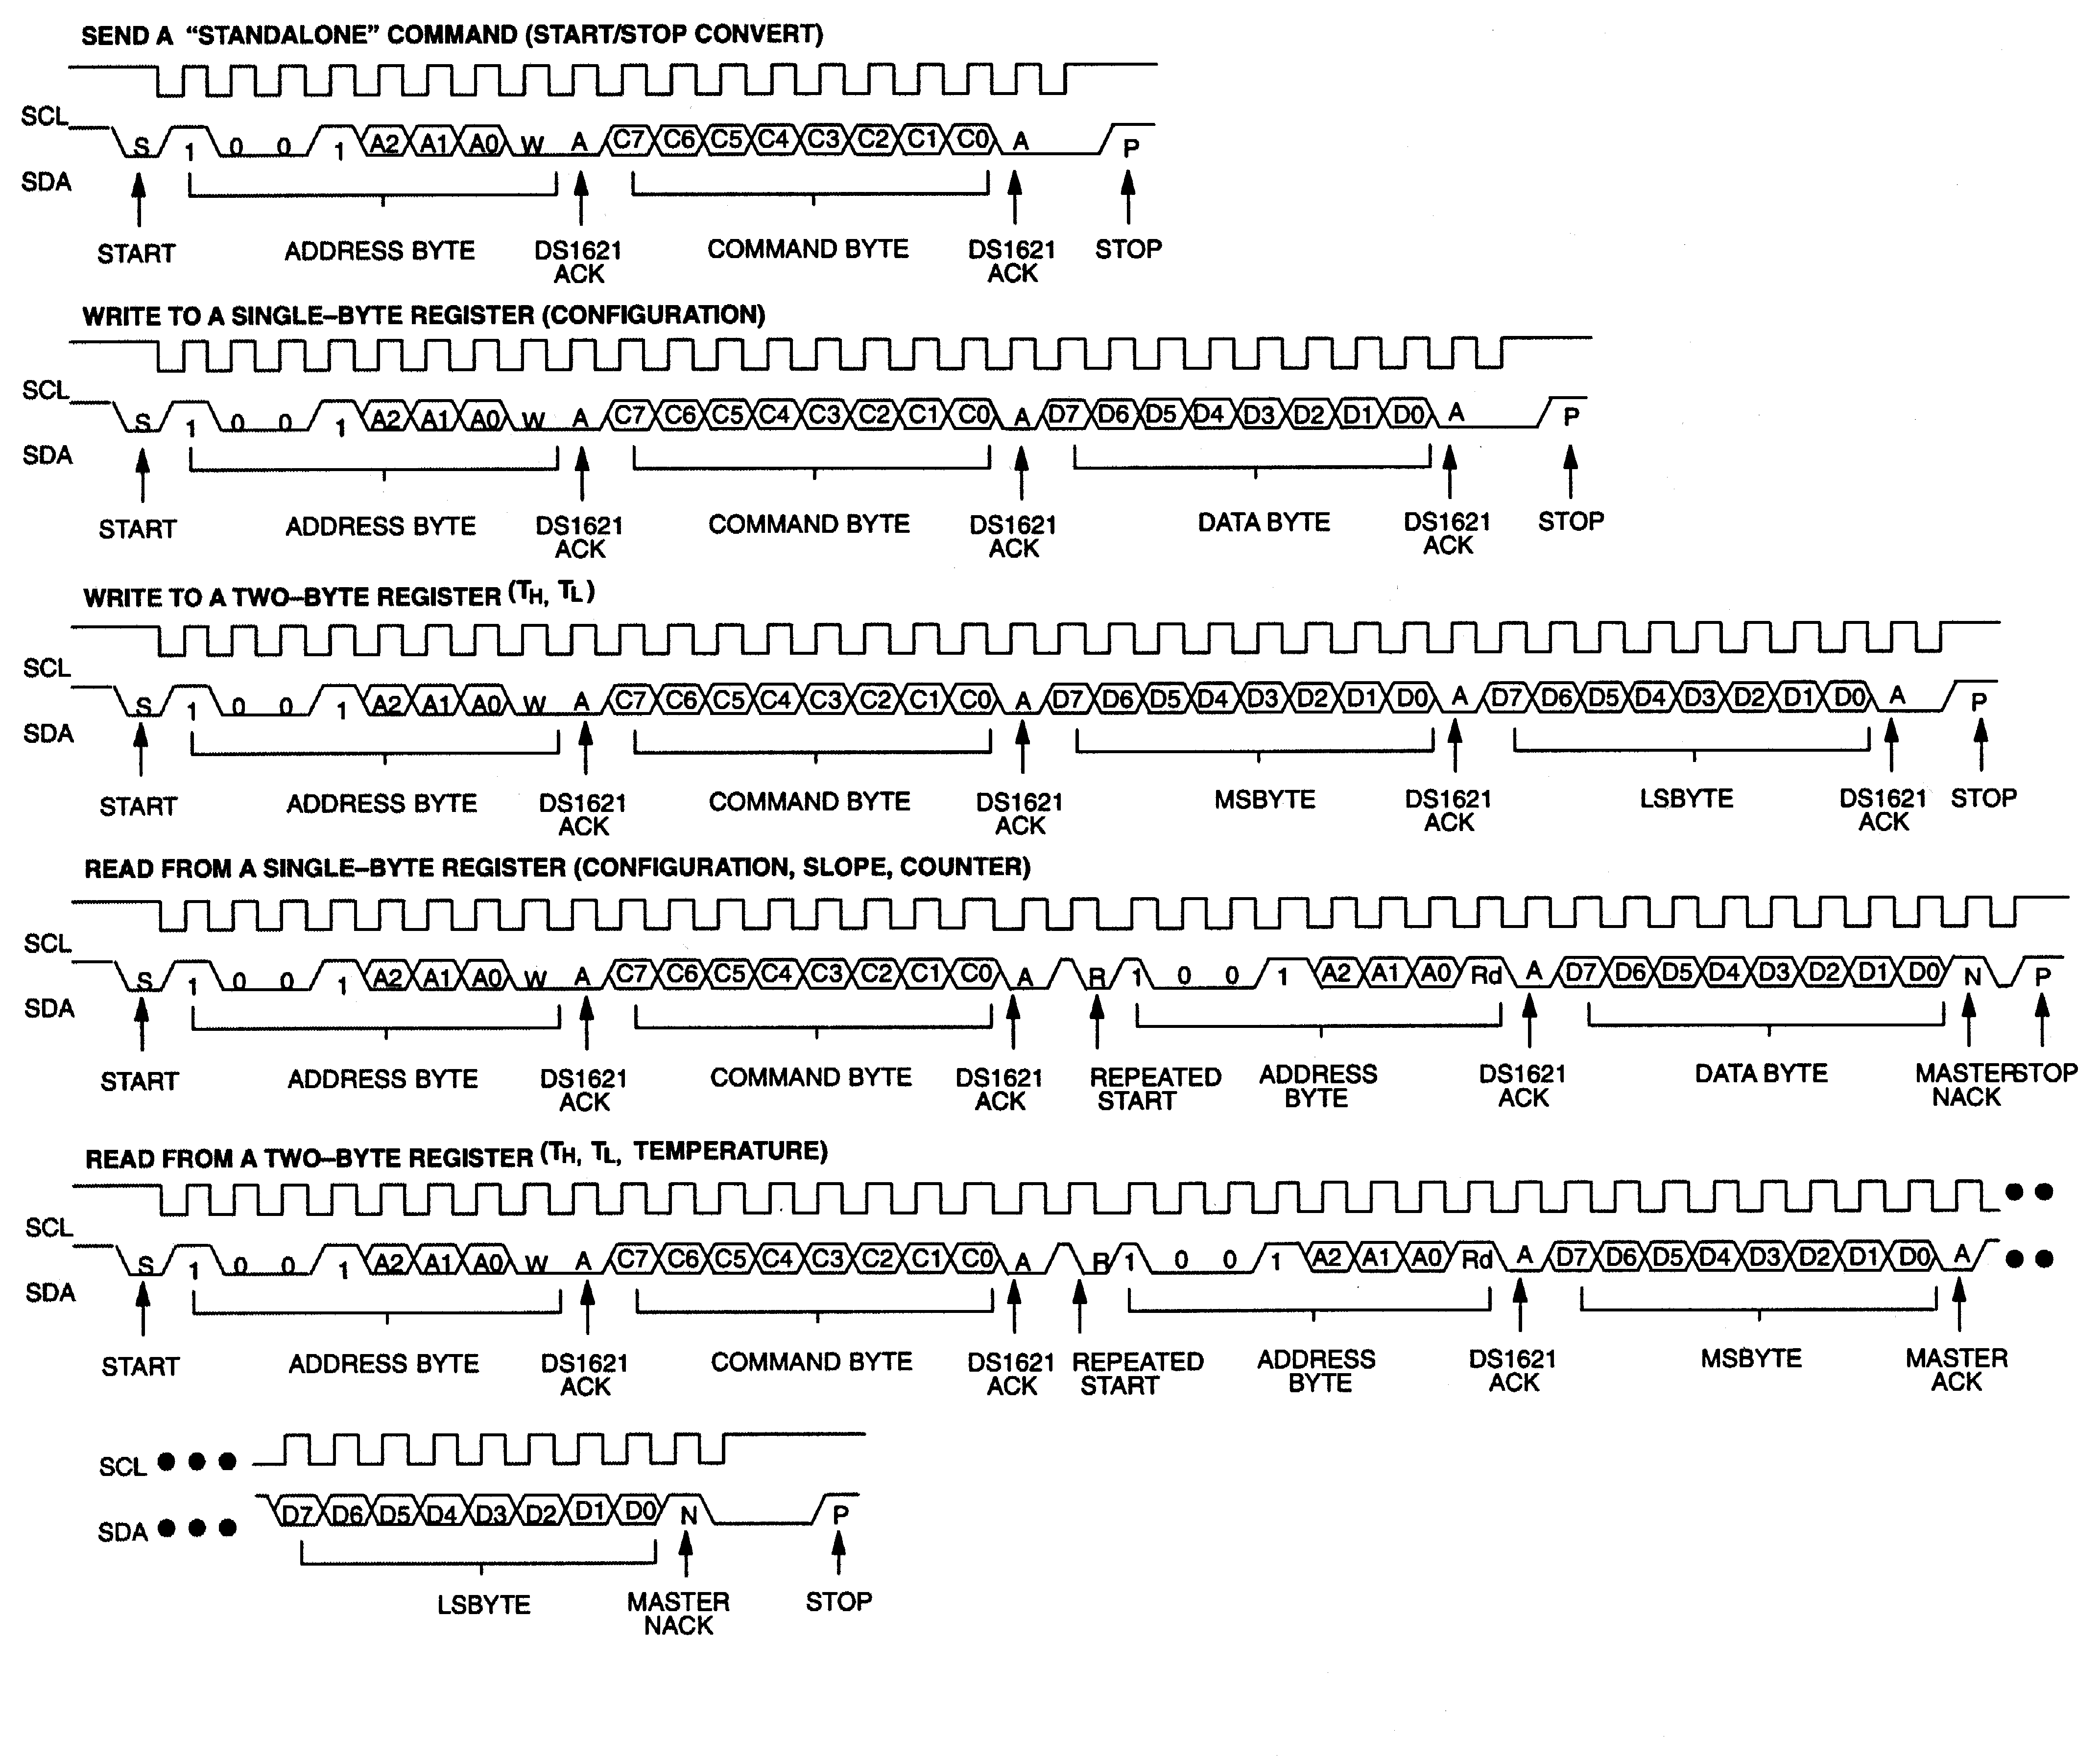 SEND A “STANDALONE” COMMAND (START/STOP CONVERT)
SCL
S 1 0 0 1 A2 A1 A0 W A C7 C6 C5 C4 C3 C2 C1 C0 A P
SDA
START ADDRESS BYTE DS1621 ACK COMMAND BYTE DS1621 ACK STOP
WRITE TO A SINGLE–BYTE REGISTER (CONFIGURATION)
SCL
S 1 0 0 1 A2 A1 A0 W A C7 C6 C5 C4 C3 C2 C1 C0 A D7 D6 D5 D4 D3 D2 D1 D0 A P
SDA
START ADDRESS BYTE DS1621 ACK COMMAND BYTE DS1621 ACK DATA BYTE DS1621 ACK STOP
WRITE TO A TWO–BYTE REGISTER (TH, TL)
SCL
S 1 0 0 1 A2 A1 A0 W A C7 C6 C5 C4 C3 C2 C1 C0 A D7 D6 D5 D4 D3 D2 D1 D0 A D7 D6 D5 D4 D3 D2 D1 D0 A P
SDA
START ADDRESS BYTE DS1621 ACK COMMAND BYTE DS1621 ACK MSBYTE DS1621 ACK LSBYTE DS1621 ACK STOP
READ FROM A SINGLE–BYTE REGISTER (CONFIGURATION, SLOPE, COUNTER)
SCL
S 1 0 0 1 A2 A1 A0 W A C7 C6 C5 C4 C3 C2 C1 C0 A R 1 0 0 1 A2 A1 A0 Rd A D7 D6 D5 D4 D3 D2 D1 D0 N P
SDA
START ADDRESS BYTE DS1621 ACK COMMAND BYTE DS1621 ACK REPEATED START ADDRESS BYTE DS1621 ACK DATA BYTE MASTER NACK STOP
READ FROM A TWO–BYTE REGISTER (TH, TL, TEMPERATURE)
SCL
S 1 0 0 1 A2 A1 A0 W A C7 C6 C5 C4 C3 C2 C1 C0 A R 1 0 0 1 A2 A1 A0 Rd A D7 D6 D5 D4 D3 D2 D1 D0 A
SDA
START ADDRESS BYTE DS1621 ACK COMMAND BYTE DS1621 ACK REPEATED START ADDRESS BYTE DS1621 ACK MSBYTE MASTER ACK
SCL
SDA D7 D6 D5 D4 D3 D2 D1 D0 N P
LSBYTE MASTER NACK STOP